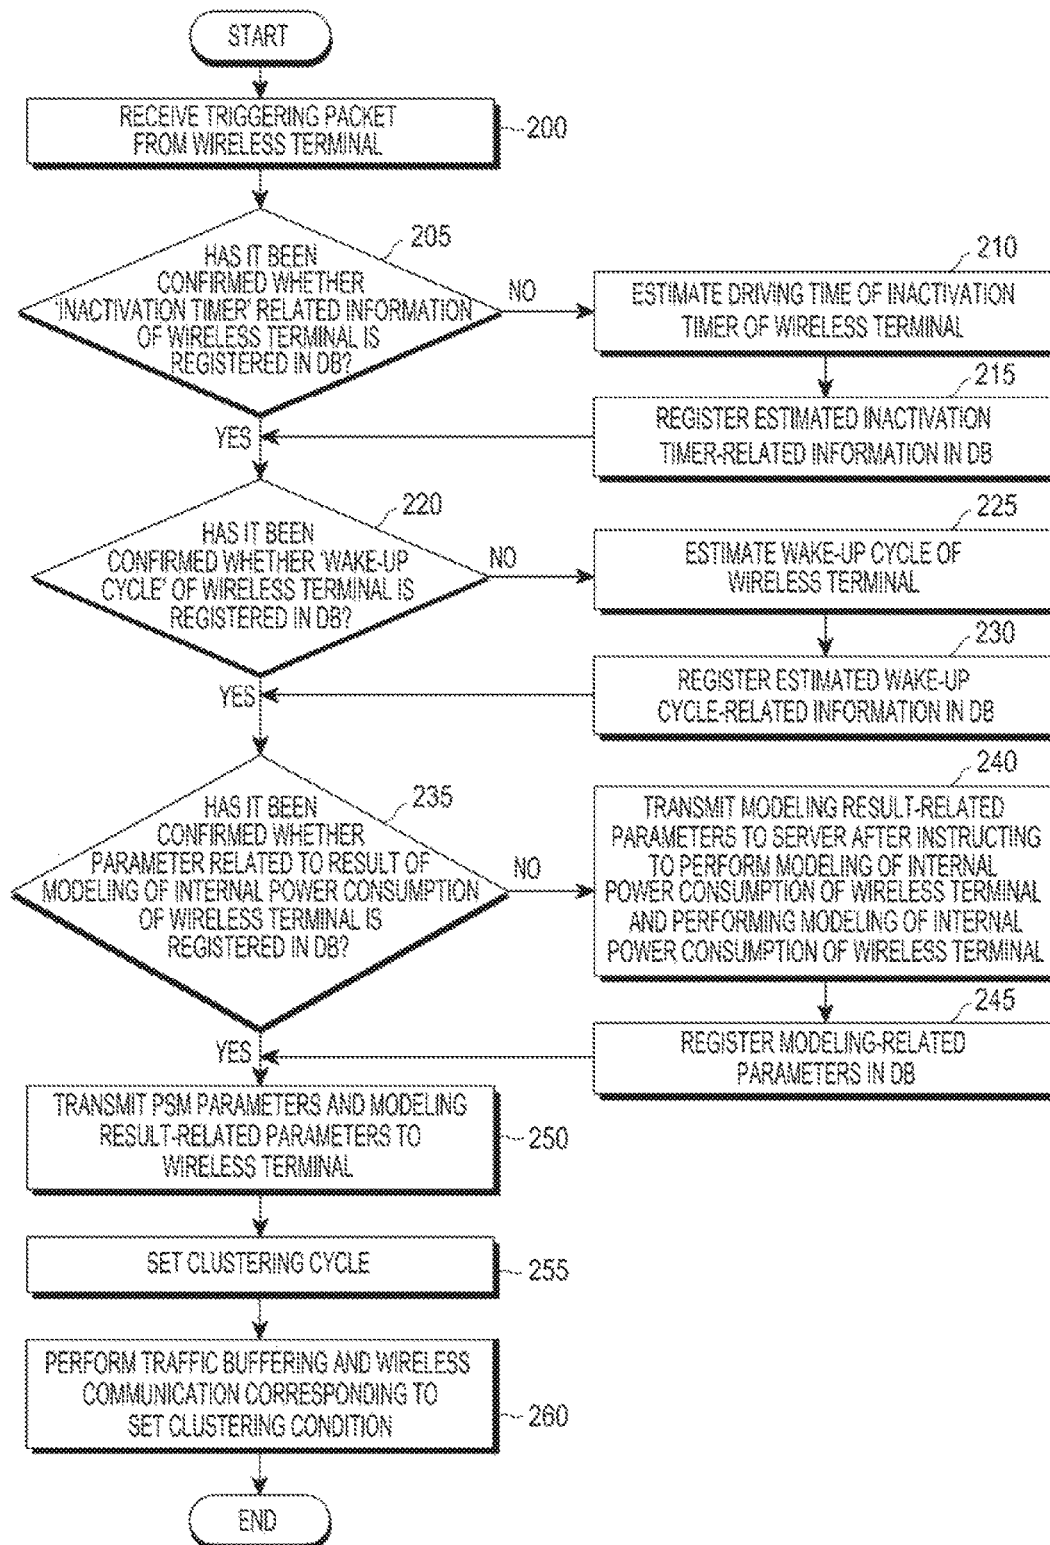 START
RECEIVE TRIGGERING PACKET
FROM WIRELESS TERMINAL
200
205
HAS IT BEEN
CONFIRMED WHETHER
'INACTIVATION TIMER' RELATED INFORMATION
OF WIRELESS TERMINAL IS
REGISTERED IN DB?
NO
210
ESTIMATE DRIVING TIME OF INACTIVATION
TIMER OF WIRELESS TERMINAL
215
REGISTER ESTIMATED INACTIVATION
TIMER-RELATED INFORMATION IN DB
YES
220
HAS IT BEEN
CONFIRMED WHETHER 'WAKE-UP
CYCLE' OF WIRELESS TERMINAL IS
REGISTERED IN DB?
NO
225
ESTIMATE WAKE-UP CYCLE OF
WIRELESS TERMINAL
230
REGISTER ESTIMATED WAKE-UP
CYCLE-RELATED INFORMATION IN DB
YES
235
HAS IT BEEN
CONFIRMED WHETHER
PARAMETER RELATED TO RESULT OF
MODELING OF INTERNAL POWER CONSUMPTION
OF WIRELESS TERMINAL IS
REGISTERED IN DB?
NO
240
TRANSMIT MODELING RESULT-RELATED
PARAMETERS TO SERVER AFTER INSTRUCTING
TO PERFORM MODELING OF INTERNAL
POWER CONSUMPTION OF WIRELESS TERMINAL
AND PERFORMING MODELING OF INTERNAL
POWER CONSUMPTION OF WIRELESS TERMINAL
245
REGISTER MODELING-RELATED
PARAMETERS IN DB
YES
TRANSMIT PSM PARAMETERS AND MODELING
RESULT-RELATED PARAMETERS TO
WIRELESS TERMINAL
250
SET CLUSTERING CYCLE
255
PERFORM TRAFFIC BUFFERING AND WIRELESS
COMMUNICATION CORRESPONDING TO
SET CLUSTERING CONDITION
260
END